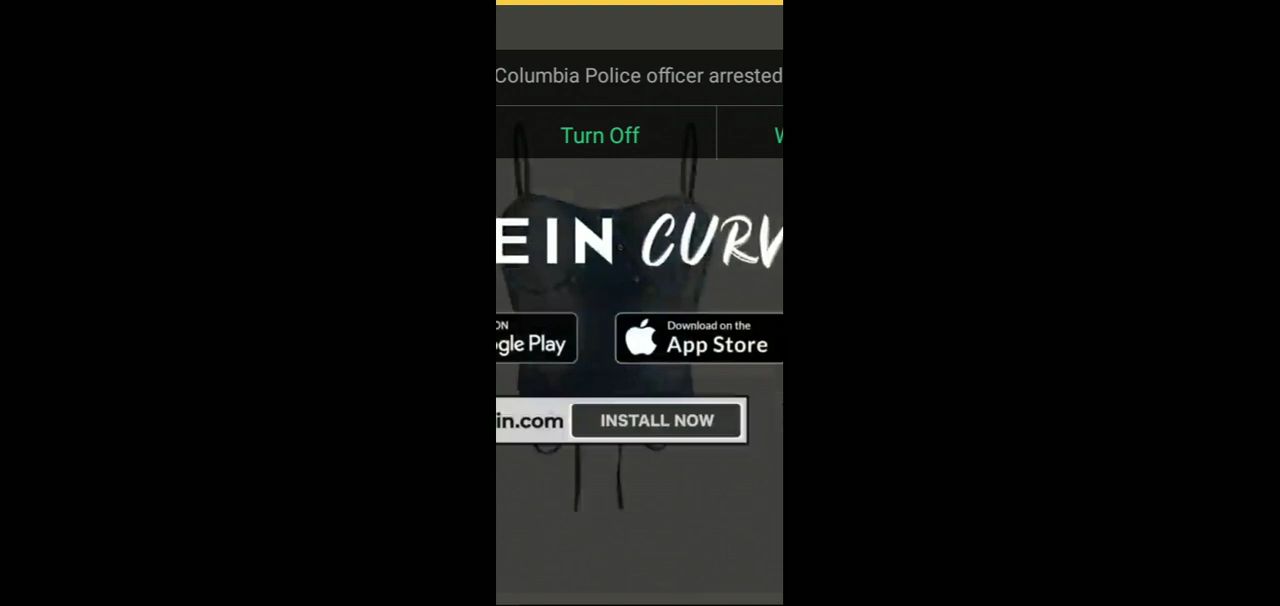 Columbia Police officer arrested
Turn Off
EIN CURV
ON
gle Play
Download on the
App Store
in.com
INSTALL NOW